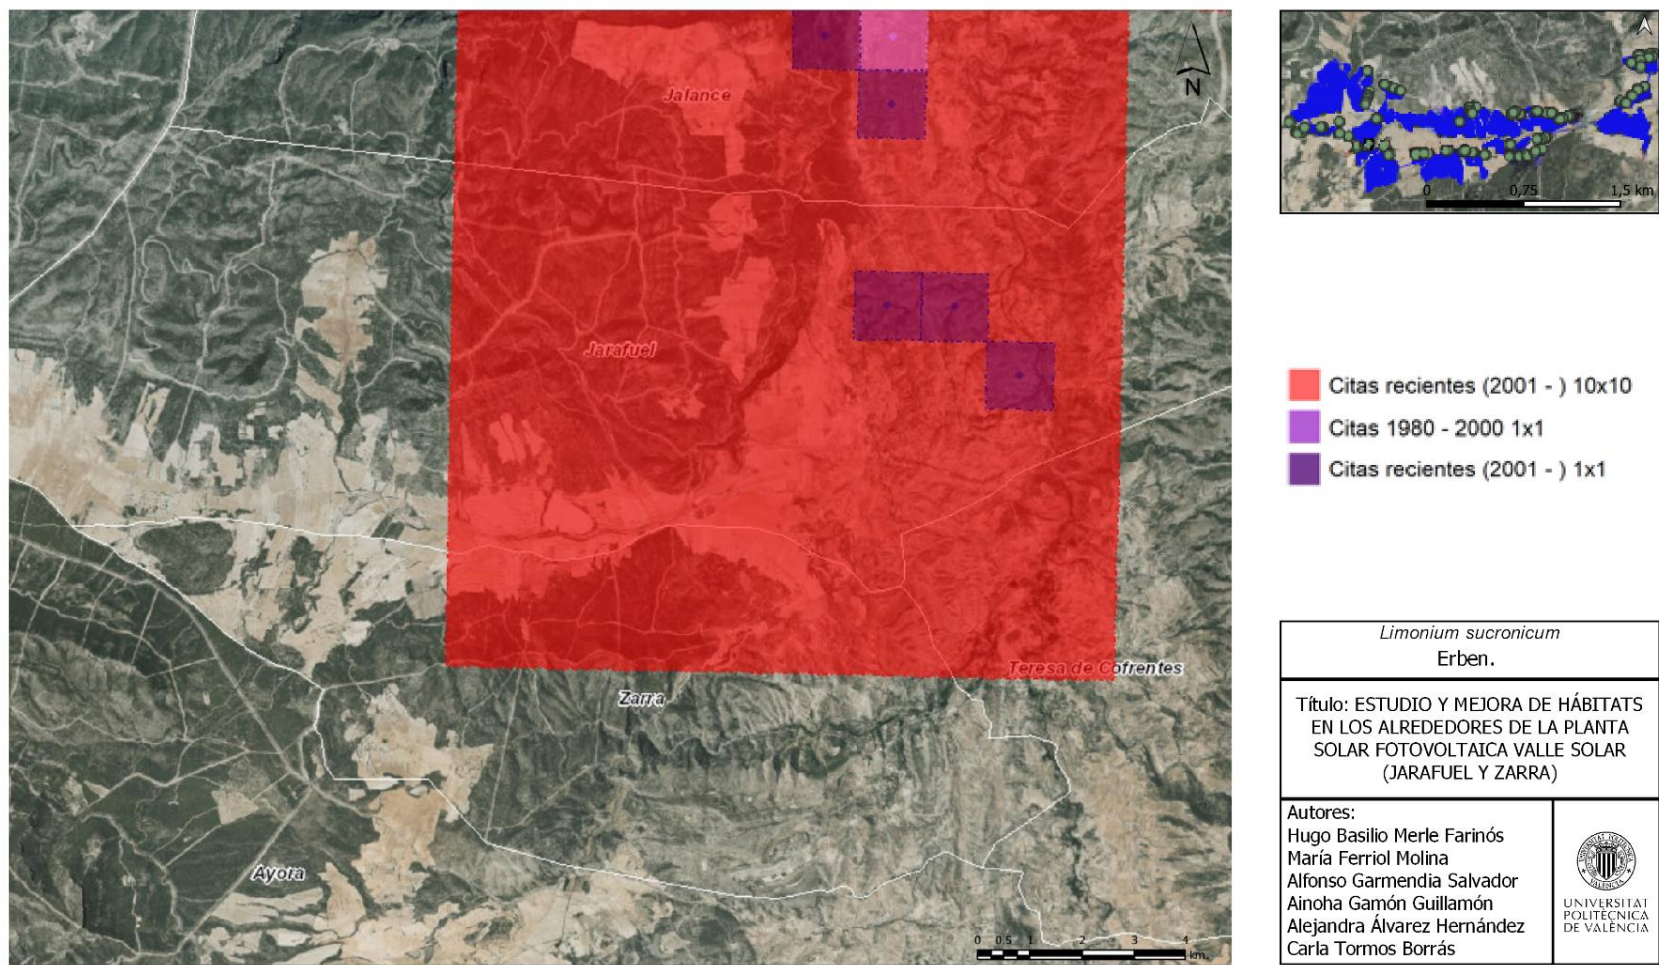 Jalance
N
Jarafuel
Teresa de Cofrentes
Zarra
Ayora
0 0.5 1 2 3 4
km.
0 0,75 1,5 km
Citas recientes (2001 - ) 10x10
Citas 1980 - 2000 1x1
Citas recientes (2001 - ) 1x1
Limonium sucronicum
Erben.
Título: ESTUDIO Y MEJORA DE HÁBITATS
EN LOS ALREDEDORES DE LA PLANTA
SOLAR FOTOVOLTAICA VALLE SOLAR
(JARAFUEL Y ZARRA)
Autores:
Hugo Basilio Merle Farinós
María Ferriol Molina
Alfonso Garmendia Salvador
Ainoha Gamón Guillamón
Alejandra Álvarez Hernández
Carla Tormos Borrás
UNIVERSITAT
POLITÈCNICA
DE VALÈNCIA